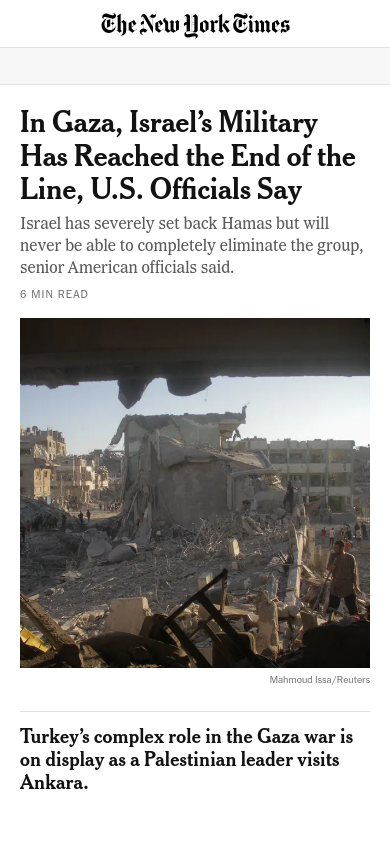 The New York Times
In Gaza, Israel’s Military
Has Reached the End of the
Line, U.S. Officials Say
Israel has severely set back Hamas but will
never be able to completely eliminate the group,
senior American officials said.
6 MIN READ
Mahmoud Issa/Reuters
Turkey’s complex role in the Gaza war is
on display as a Palestinian leader visits
Ankara.